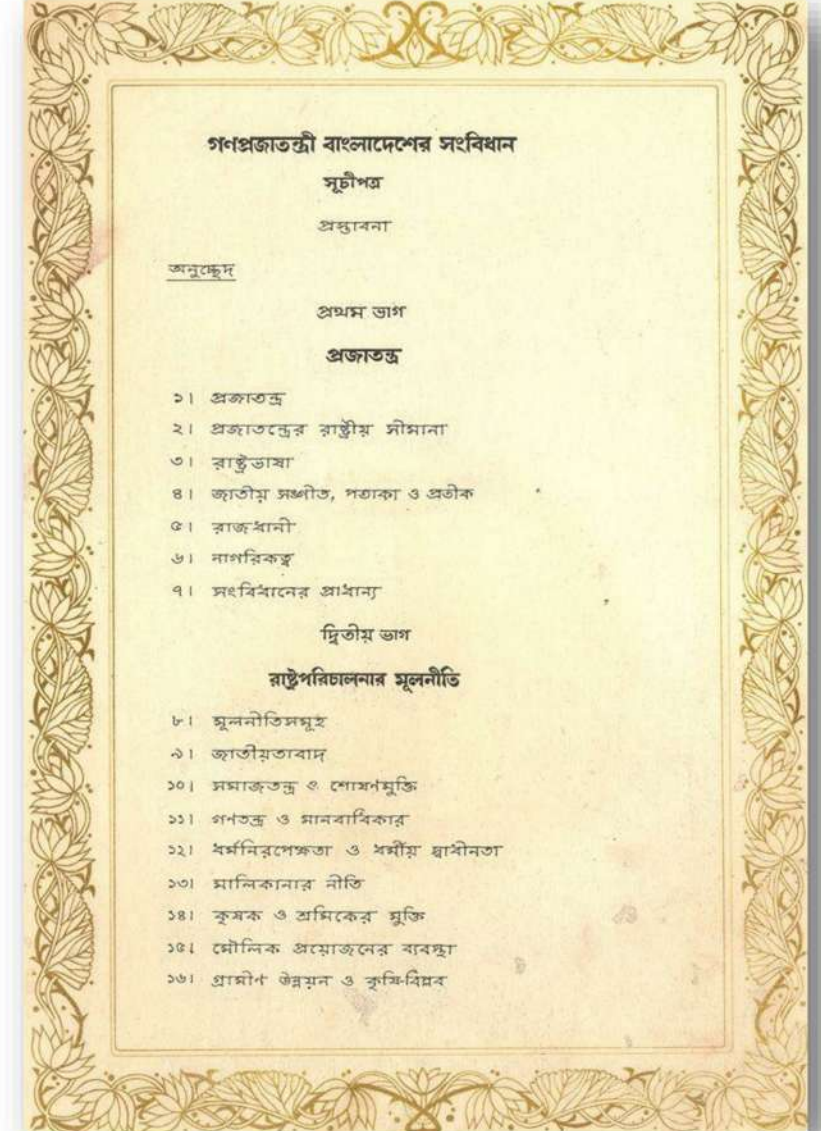 গণপ্রজাতন্ত্রী বাংলাদেশের সংবিধান
সূচীপত্র
প্রস্তাবনা
অনুচ্ছেদ
প্রথম ভাগ
প্রজাতন্ত্র
১। প্রজাতন্ত্র
২। প্রজাতন্ত্রের রাষ্ট্রীয় সীমানা
৩। রাষ্ট্রভাষা
৪। জাতীয় সঙ্গীত, পতাকা ও প্রতীক
৫। রাজধানী
৬। নাগরিকত্ব
৭। সংবিধানের প্রাধান্য
দ্বিতীয় ভাগ
রাষ্ট্রপরিচালনার মূলনীতি
৮। মূলনীতিসমূহ
৯। জাতীয়তাবাদ
১০। সমাজতন্ত্র ও শোষণমুক্তি
১১। গণতন্ত্র ও মানবাধিকার
১২। ধর্মনিরপেক্ষতা ও ধর্মীয় স্বাধীনতা
১৩। মালিকানার নীতি
১৪। কৃষক ও শ্রমিকের মুক্তি
১৫। মৌলিক প্রয়োজনের ব্যবস্থা
১৬। গ্রামীণ উন্নয়ন ও কৃষি-বিপ্লব